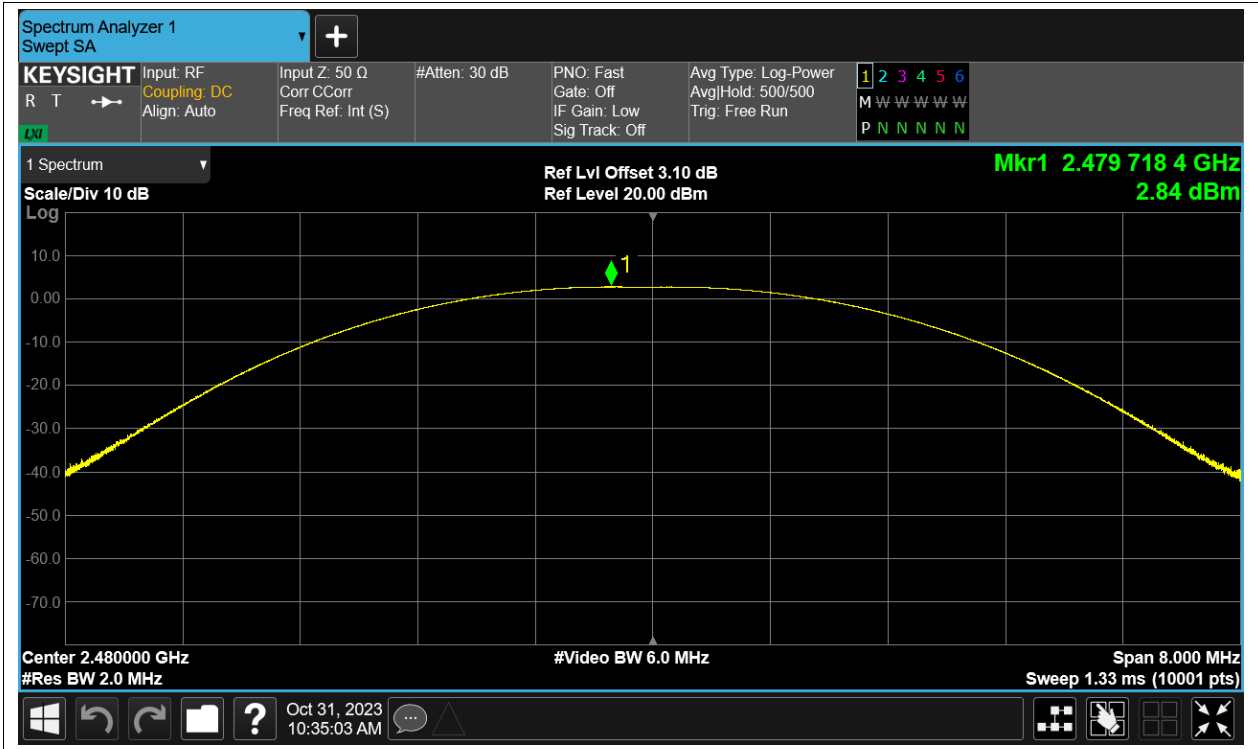 Spectrum Analyzer 1
Swept SA
KEYSIGHT
R T
LXI
Input: RF
Coupling: DC
Align: Auto
Input Z: 50 Ω
Corr CCorr
Freq Ref: Int (S)
#Atten: 30 dB
PNO: Fast
Gate: Off
IF Gain: Low
Sig Track: Off
Avg Type: Log-Power
Avg|Hold: 500/500
Trig: Free Run
1 2 3 4 5 6
M W W W W W
P N N N N N
1 Spectrum
Scale/Div 10 dB
Log
Ref Lvl Offset 3.10 dB
Ref Level 20.00 dBm
Mkr1 2.479 718 4 GHz
2.84 dBm
1
10.0
0.00
-10.0
-20.0
-30.0
-40.0
-50.0
-60.0
-70.0
Center 2.480000 GHz
#Res BW 2.0 MHz
#Video BW 6.0 MHz
Span 8.000 MHz
Sweep 1.33 ms (10001 pts)
?
Oct 31, 2023
10:35:03 AM